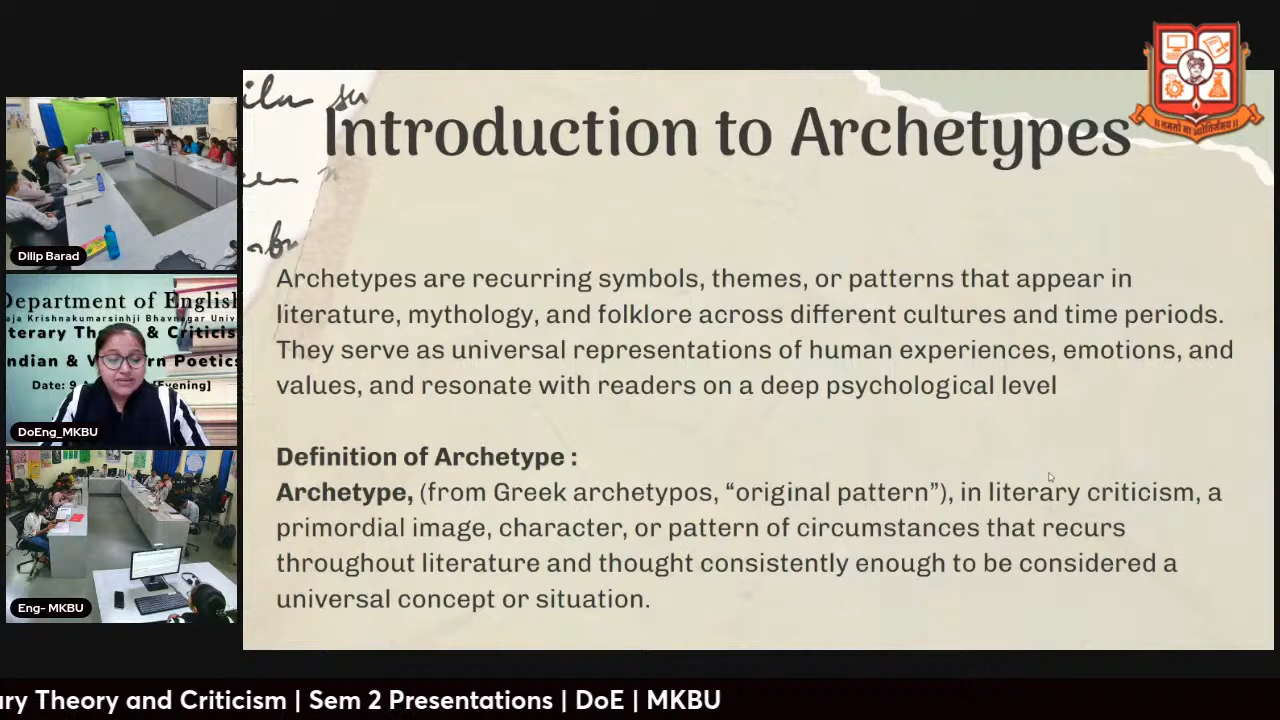 Introduction to Archetypes
Archetypes are recurring symbols, themes, or patterns that appear in
literature, mythology, and folklore across different cultures and time periods.
They serve as universal representations of human experiences, emotions, and
values, and resonate with readers on a deep psychological level
Definition of Archetype :
Archetype, (from Greek archetypos, “original pattern”), in literary criticism, a
primordial image, character, or pattern of circumstances that recurs
throughout literature and thought consistently enough to be considered a
universal concept or situation.
Dilip Barad
Department of English
aja Krishnakumarsinhji Bhavnagar Univ
terary Th & Criticis
ndian & W rn Poetics
Date: 9 Evening]
DoEng_MKBU
Eng- MKBU
ary Theory and Criticism | Sem 2 Presentations | DoE | MKBU